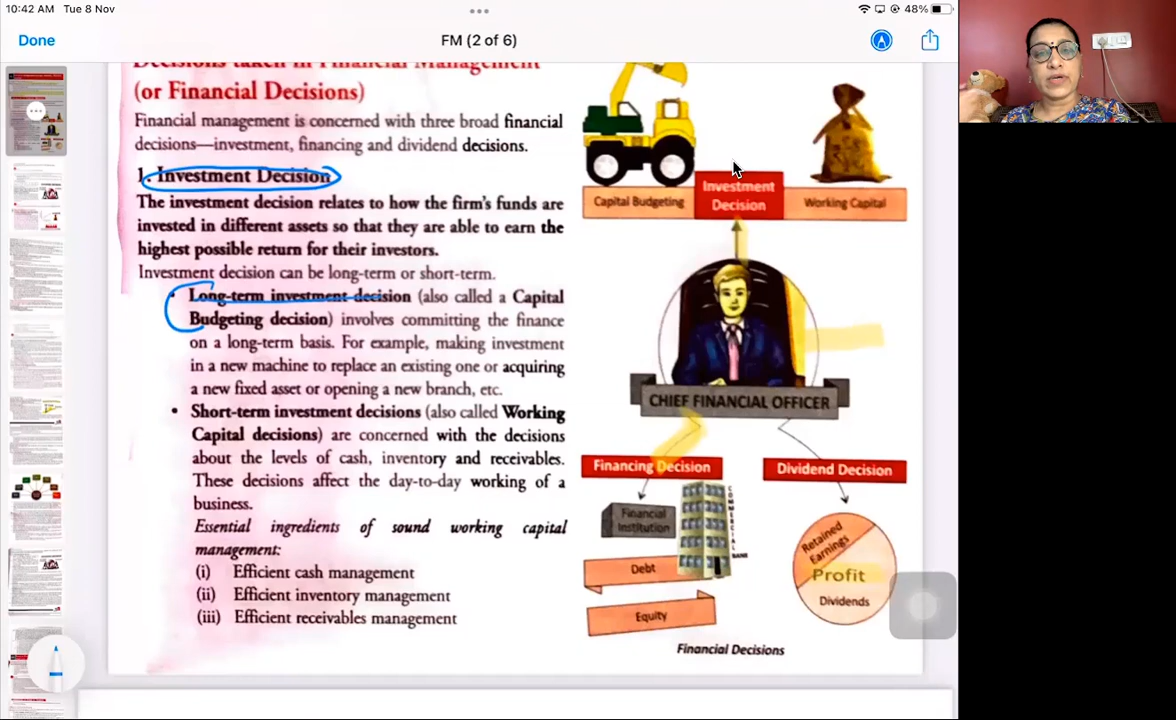 10:42 AM Tue 8 Nov
48%
Done
FM (2 of 6)
Decisions taken in Financial Management
(or Financial Decisions)
Financial management is concerned with three broad financial
decisions—investment, financing and dividend decisions.
1. Investment Decision
The investment decision relates to how the firm's funds are
invested in different assets so that they are able to earn the
highest possible return for their investors.
Investment decision can be long-term or short-term.
• Long-term investment decision (also called a Capital
Budgeting decision) involves committing the finance
on a long-term basis. For example, making investment
in a new machine to replace an existing one or acquiring
a new fixed asset or opening a new branch, etc.
• Short-term investment decisions (also called Working
Capital decisions) are concerned with the decisions
about the levels of cash, inventory and receivables.
These decisions affect the day-to-day working of a
business.
Essential ingredients of sound working capital
management:
(i) Efficient cash management
(ii) Efficient inventory management
(iii) Efficient receivables management
Capital Budgeting
Investment
Decision
Working Capital
CHIEF FINANCIAL OFFICER
Financing Decision
Dividend Decision
Financial
Institution
COMMERCIAL
BANK
Debt
Equity
Retained
Earnings
Profit
Dividends
Financial Decisions